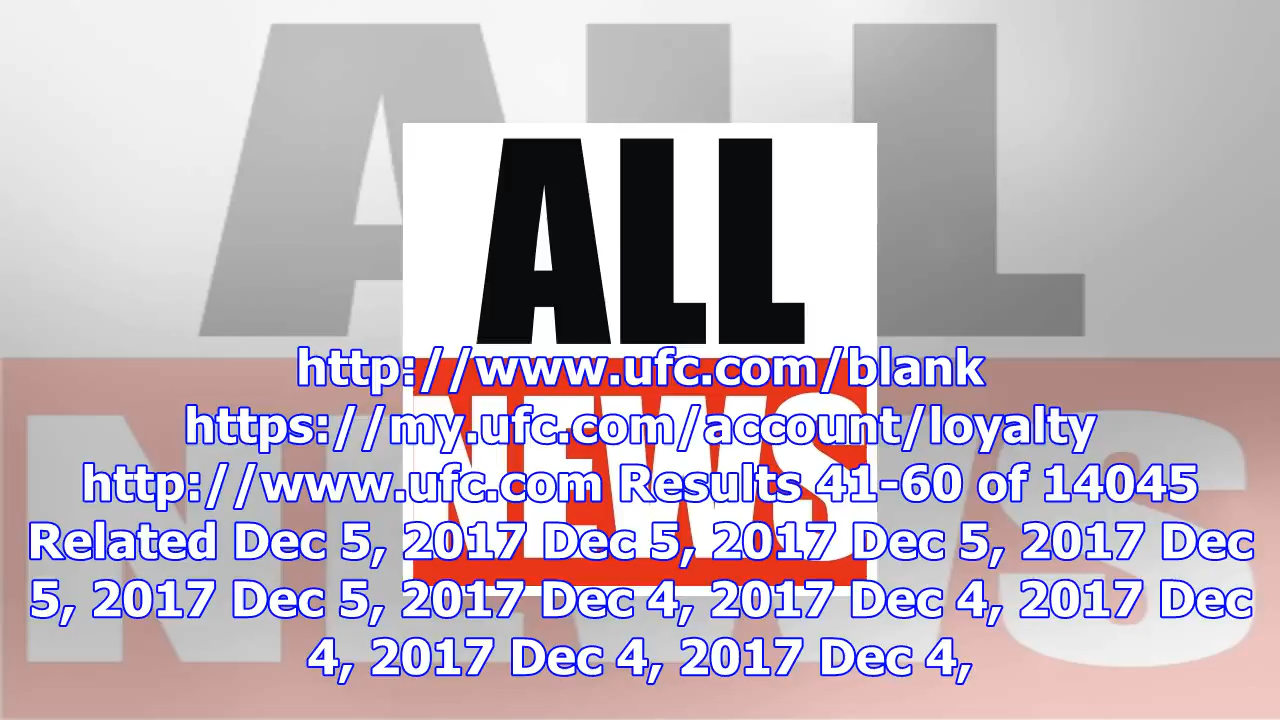 ALL
NEWS
ALL
NEWS
http://www.ufc.com/blank
https://my.ufc.com/account/loyalty
http://www.ufc.com Results 41-60 of 14045
Related Dec 5, 2017 Dec 5, 2017 Dec 5, 2017 Dec
5, 2017 Dec 5, 2017 Dec 4, 2017 Dec 4, 2017 Dec
4, 2017 Dec 4, 2017 Dec 4,